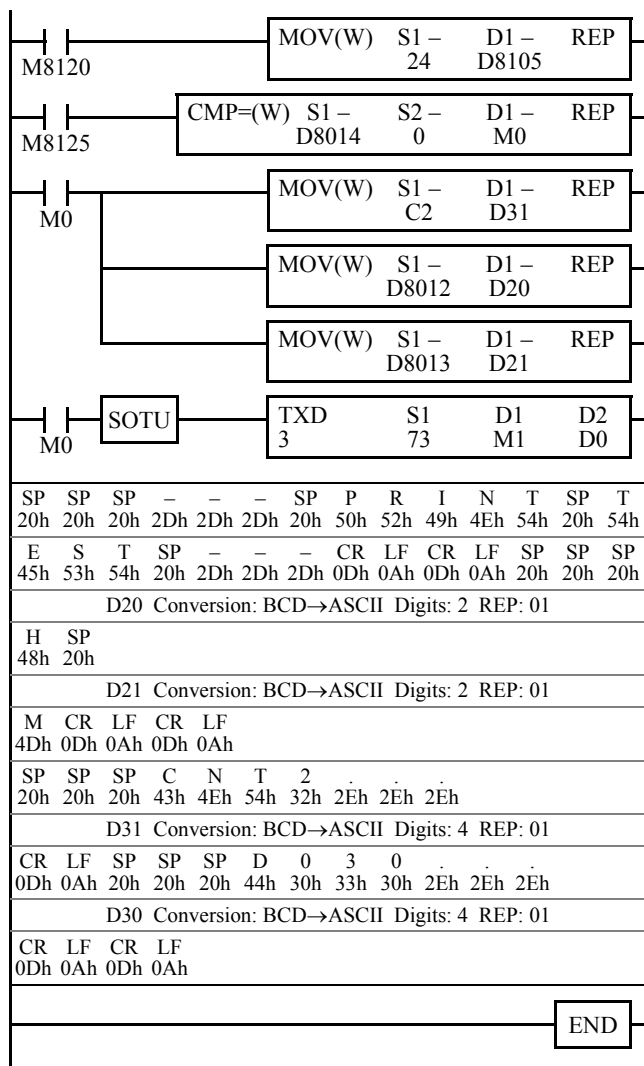 MOV(W) S1 – D1 – REP
M8120 24 D8105
CMP=(W) S1 – S2 – D1 – REP
M8125 D8014 0 M0
MOV(W) S1 – D1 – REP
M0 C2 D31
MOV(W) S1 – D1 – REP
D8012 D20
MOV(W) S1 – D1 – REP
D8013 D21
SOTU TXD S1 D1 D2
M0 3 73 M1 D0
SP SP SP – – – SP P R I N T SP T
20h 20h 20h 2Dh 2Dh 2Dh 20h 50h 52h 49h 4Eh 54h 20h 54h
E S T SP – – – CR LF CR LF SP SP SP
45h 53h 54h 20h 2Dh 2Dh 2Dh 0Dh 0Ah 0Dh 0Ah 20h 20h 20h
D20 Conversion: BCD→ASCII Digits: 2 REP: 01
H SP
48h 20h
D21 Conversion: BCD→ASCII Digits: 2 REP: 01
M CR LF CR LF
4Dh 0Dh 0Ah 0Dh 0Ah
SP SP SP C N T 2 . . .
20h 20h 20h 43h 4Eh 54h 32h 2Eh 2Eh 2Eh
D31 Conversion: BCD→ASCII Digits: 4 REP: 01
CR LF SP SP SP D 0 3 0 . . .
0Dh 0Ah 20h 20h 20h 44h 30h 33h 30h 2Eh 2Eh 2Eh
D30 Conversion: BCD→ASCII Digits: 4 REP: 01
CR LF CR LF
0Dh 0Ah 0Dh 0Ah
END